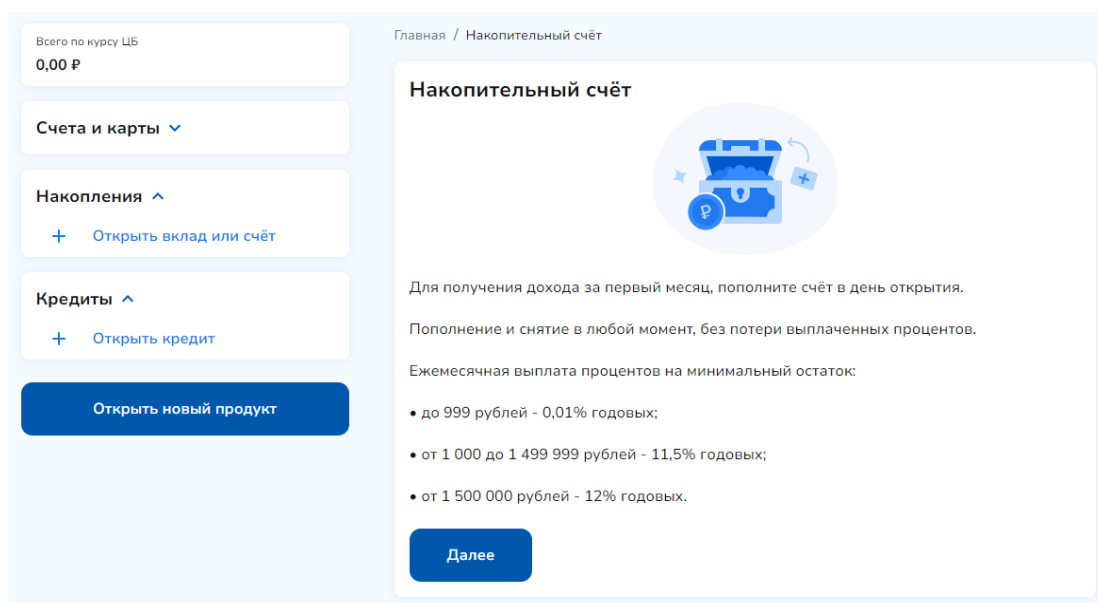 Всего по курсу ЦБ
0,00 ₽
Счета и карты
Накопления
+ Открыть вклад или счёт
Кредиты
+ Открыть кредит
Открыть новый продукт
Главная / Накопительный счёт
Накопительный счёт
₽
+
Для получения дохода за первый месяц, пополните счёт в день открытия.
Пополнение и снятие в любой момент, без потери выплаченных процентов.
Ежемесячная выплата процентов на минимальный остаток:
• до 999 рублей - 0,01% годовых;
• от 1 000 до 1 499 999 рублей - 11,5% годовых;
• от 1 500 000 рублей - 12% годовых.
Далее